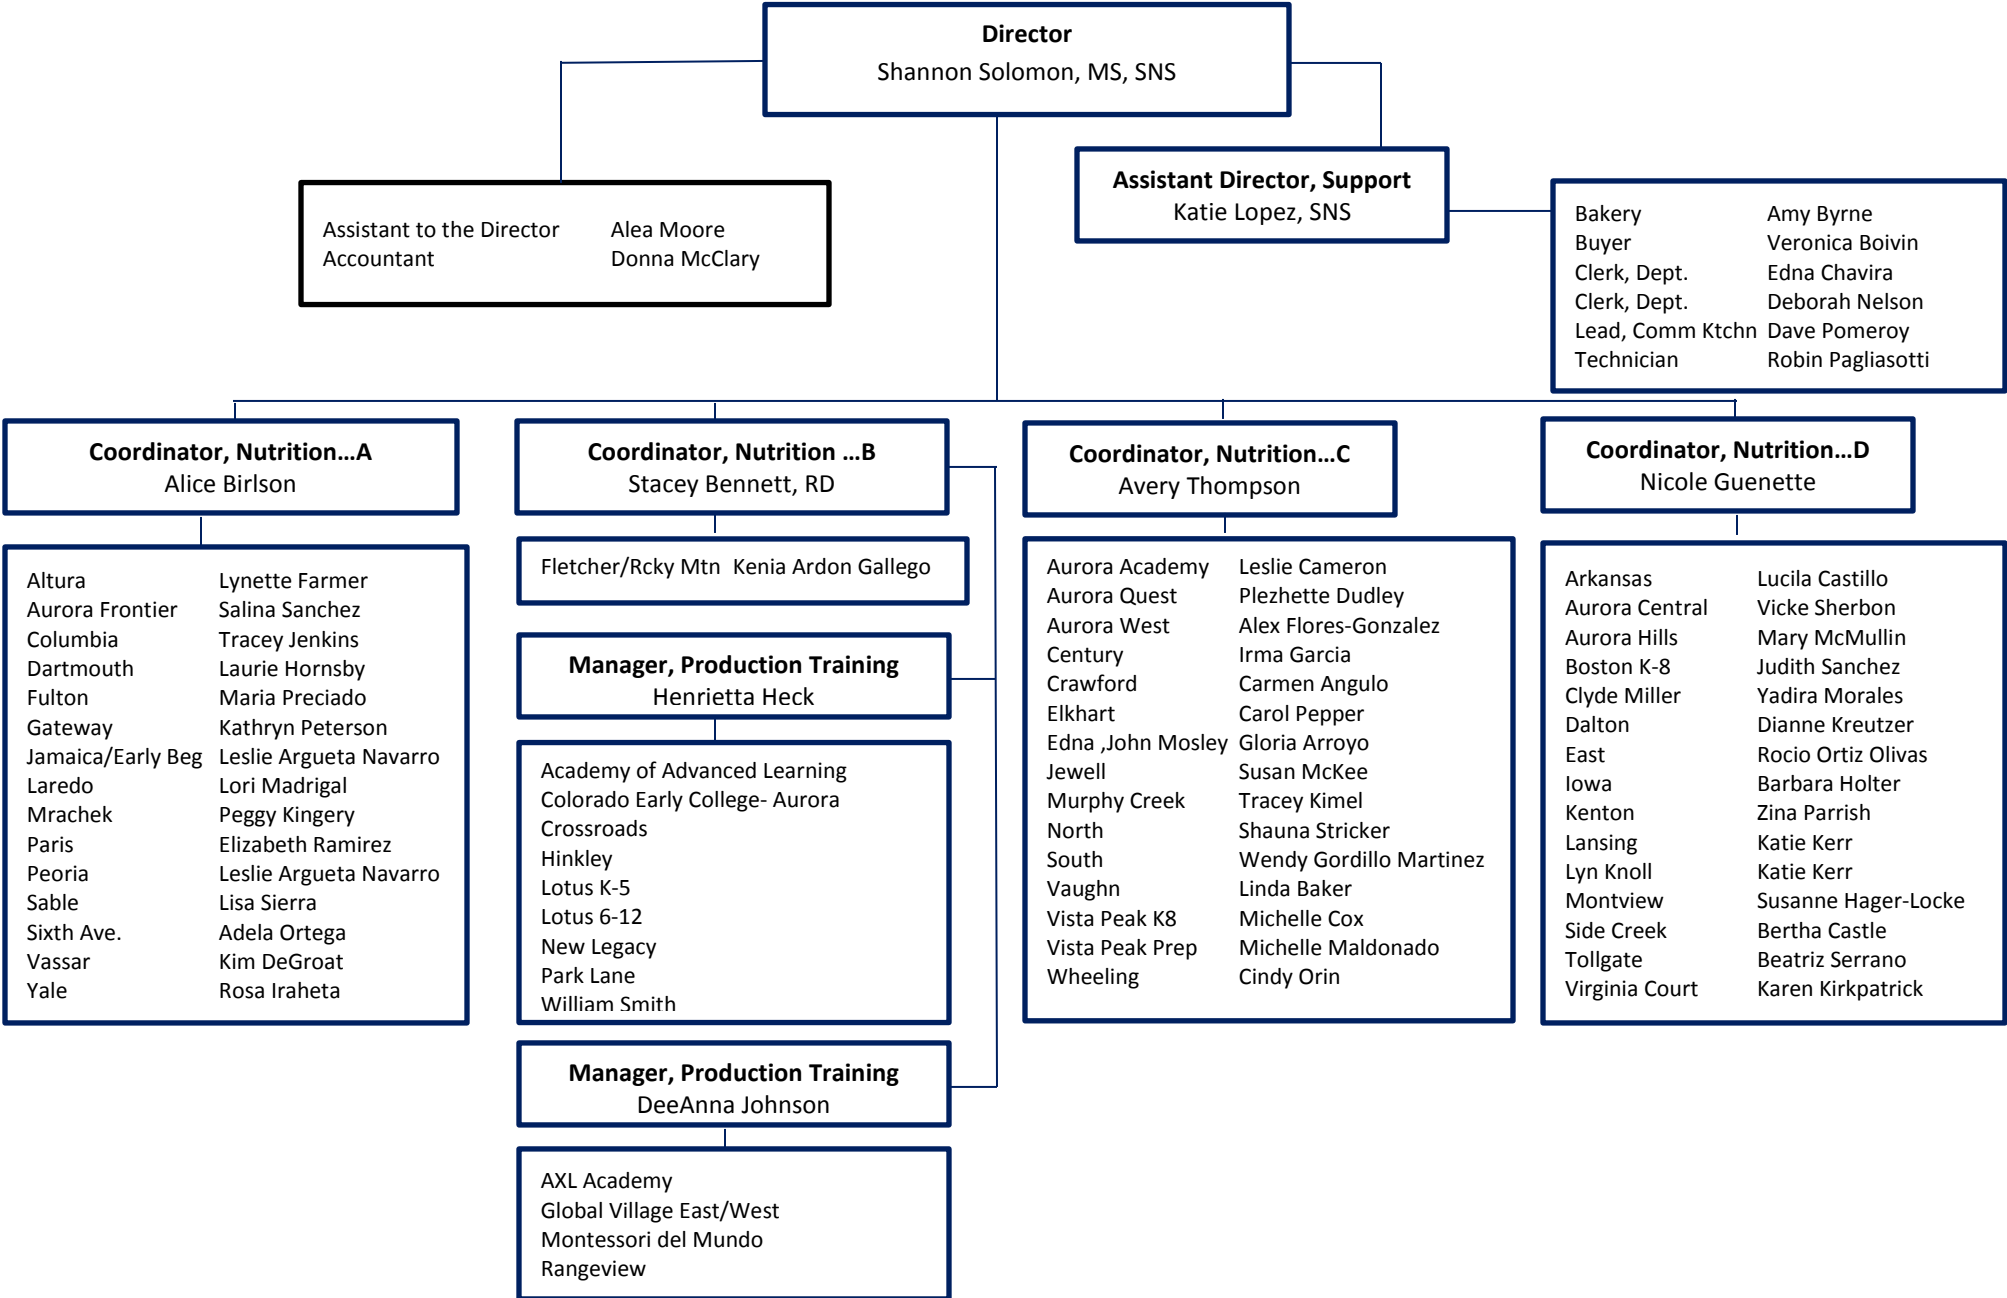 Director
Shannon Solomon, MS, SNS
Assistant Director, Support
Katie Lopez, SNS
Assistant to the Director Alea Moore
Accountant Donna McClary
Bakery Amy Byrne
Buyer Veronica Boivin
Clerk, Dept. Edna Chavira
Clerk, Dept. Deborah Nelson
Lead, Comm Ktchn Dave Pomeroy
Technician Robin Pagliasotti
Coordinator, Nutrition...A
Alice Birlson
Altura Lynette Farmer
Aurora Frontier Salina Sanchez
Columbia Tracey Jenkins
Dartmouth Laurie Hornsby
Fulton Maria Preciado
Gateway Kathryn Peterson
Jamaica/Early Beg Leslie Argueta Navarro
Laredo Lori Madrigal
Mrachek Peggy Kingery
Paris Elizabeth Ramirez
Peoria Leslie Argueta Navarro
Sable Lisa Sierra
Sixth Ave. Adela Ortega
Vassar Kim DeGroat
Yale Rosa Iraheta
Coordinator, Nutrition ...B
Stacey Bennett, RD
Fletcher/Rcky Mtn Kenia Ardon Gallego
Manager, Production Training
Henrietta Heck
Academy of Advanced Learning
Colorado Early College- Aurora
Crossroads
Hinkley
Lotus K-5
Lotus 6-12
New Legacy
Park Lane
William Smith
Manager, Production Training
DeeAnna Johnson
AXL Academy
Global Village East/West
Montessori del Mundo
Rangeview
Coordinator, Nutrition...C
Avery Thompson
Aurora Academy Leslie Cameron
Aurora Quest Plezhette Dudley
Aurora West Alex Flores-Gonzalez
Century Irma Garcia
Crawford Carmen Angulo
Elkhart Carol Pepper
Edna ,John Mosley Gloria Arroyo
Jewell Susan McKee
Murphy Creek Tracey Kimel
North Shauna Stricker
South Wendy Gordillo Martinez
Vaughn Linda Baker
Vista Peak K8 Michelle Cox
Vista Peak Prep Michelle Maldonado
Wheeling Cindy Orin
Coordinator, Nutrition...D
Nicole Guenette
Arkansas Lucila Castillo
Aurora Central Vicke Sherbon
Aurora Hills Mary McMullin
Boston K-8 Judith Sanchez
Clyde Miller Yadira Morales
Dalton Dianne Kreutzer
East Rocio Ortiz Olivas
Iowa Barbara Holter
Kenton Zina Parrish
Lansing Katie Kerr
Lyn Knoll Katie Kerr
Montview Susanne Hager-Locke
Side Creek Bertha Castle
Tollgate Beatriz Serrano
Virginia Court Karen Kirkpatrick